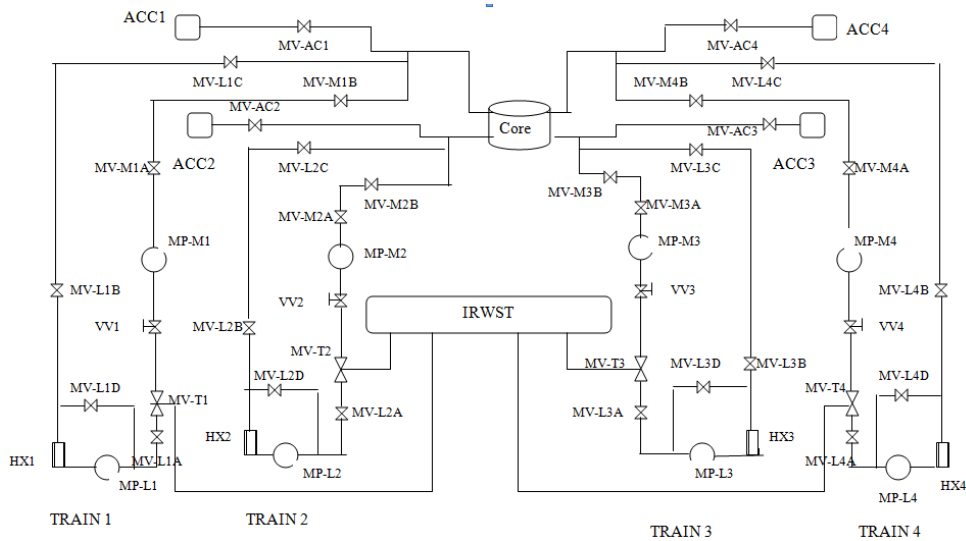 ACC1
ACC4
MV-AC1
MV-AC4
MV-L1C
MV-M1B
MV-M4B
MV-L4C
MV-AC2
Core
MV-AC3
ACC2
ACC3
MV-M1A
MV-L2C
MV-L3C
MV-M4A
MV-M2B
MV-M3B
MV-M2A
MV-M3A
MP-M1
MP-M2
MP-M3
MP-M4
MV-L1B
MV-L4B
VV1
VV2
VV3
VV4
IRWST
MV-L2B
MV-T2
MV-T3
MV-L3D
MV-L3B
MV-L1D
MV-L2D
MV-T4
MV-L4D
MV-T1
MV-L2A
MV-L3A
HX1
MV-L1A
HX2
HX3
MV-L4A
MP-L1
MP-L2
MP-L3
MP-L4
HX4
TRAIN 1
TRAIN 2
TRAIN 3
TRAIN 4